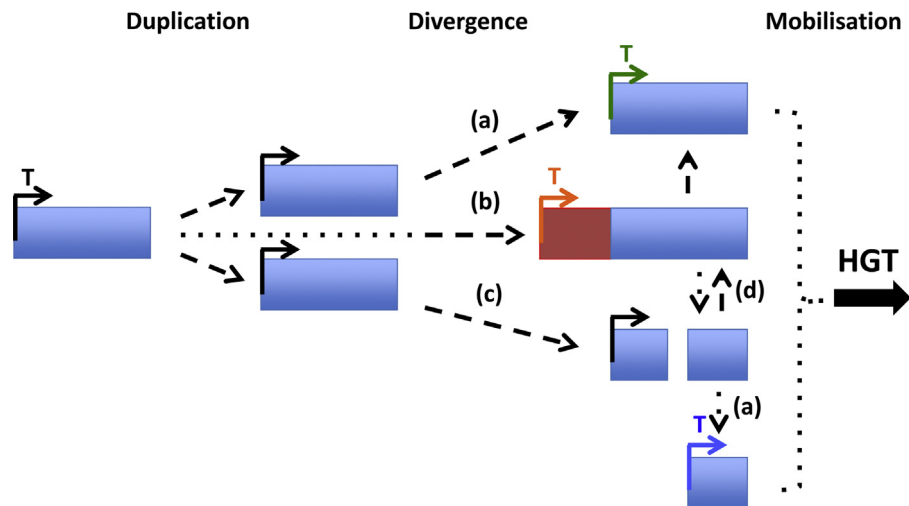 Duplication Divergence Mobilisation
T
(a)
T
(b)
T
HGT
(c)
(d)
(a)
T